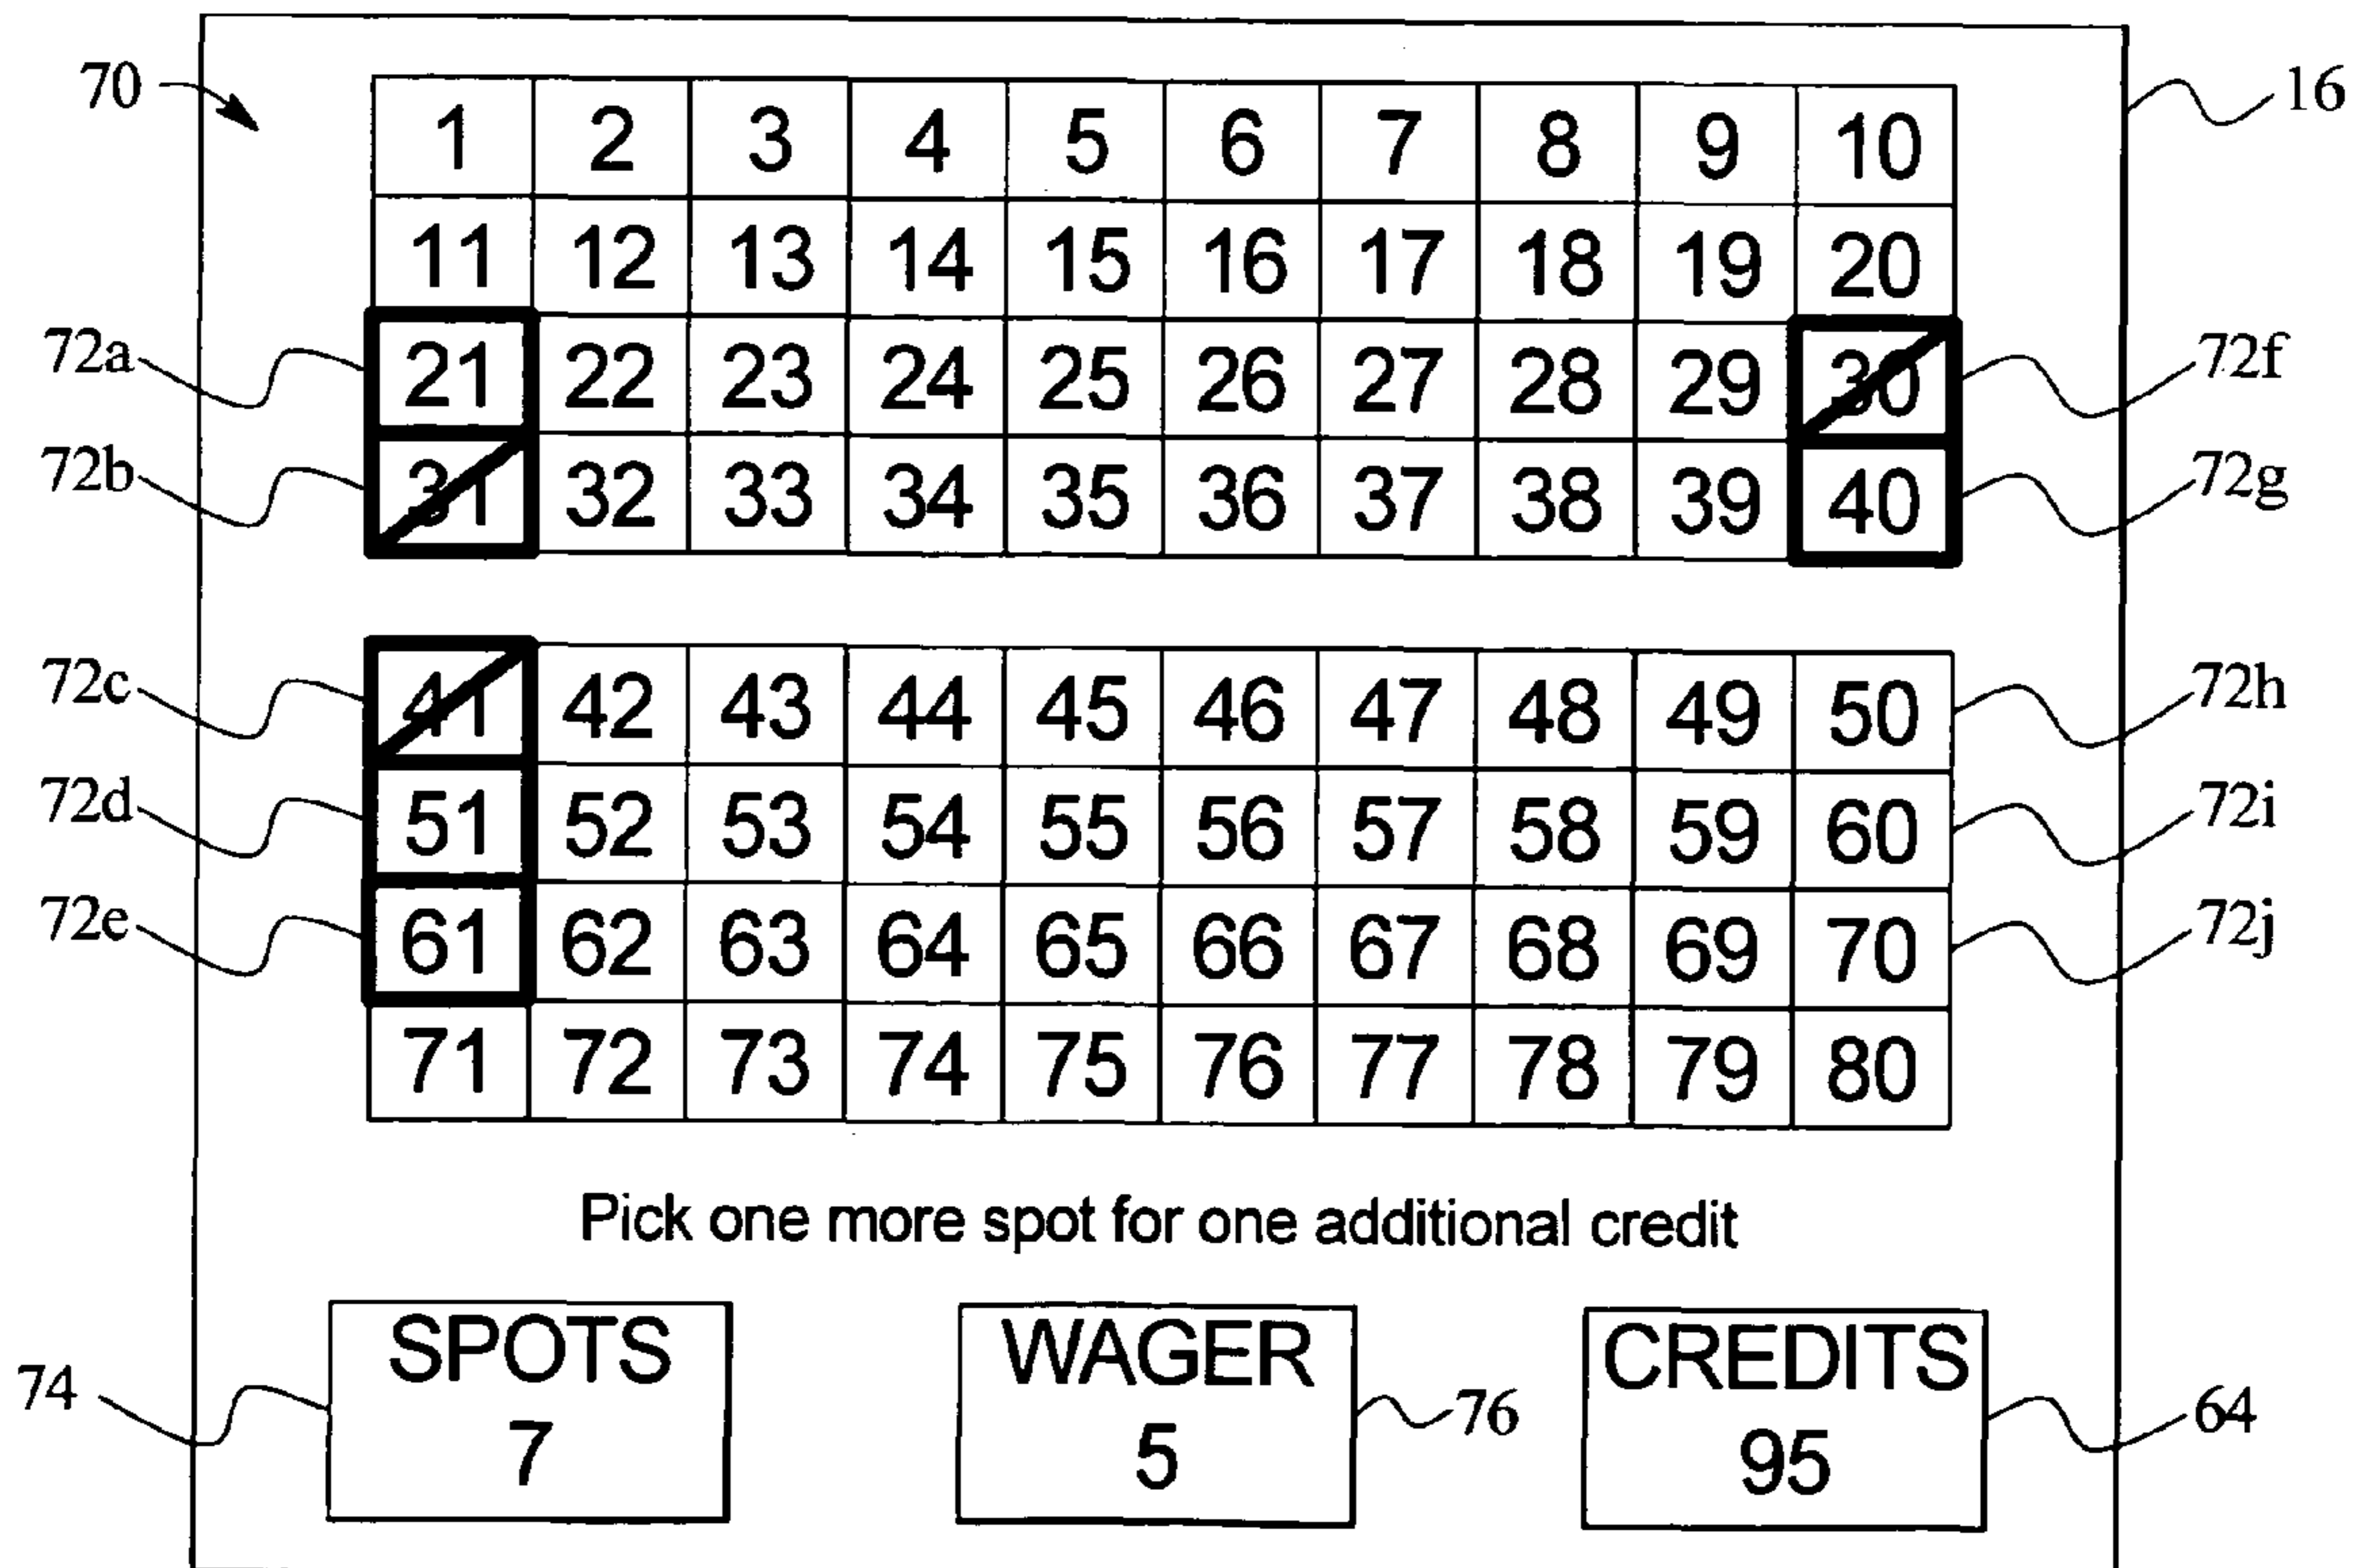 70 1 2 3 4 5 6 7 8 9 10 16
11 12 13 14 15 16 17 18 19 20
72a 21 22 23 24 25 26 27 28 29 30 72f
72b 31 32 33 34 35 36 37 38 39 40 72g
72c 41 42 43 44 45 46 47 48 49 50 72h
72d 51 52 53 54 55 56 57 58 59 60 72i
72e 61 62 63 64 65 66 67 68 69 70 72j
71 72 73 74 75 76 77 78 79 80
Pick one more spot for one additional credit
SPOTS WAGER CREDITS
74 7 5 76 95 64